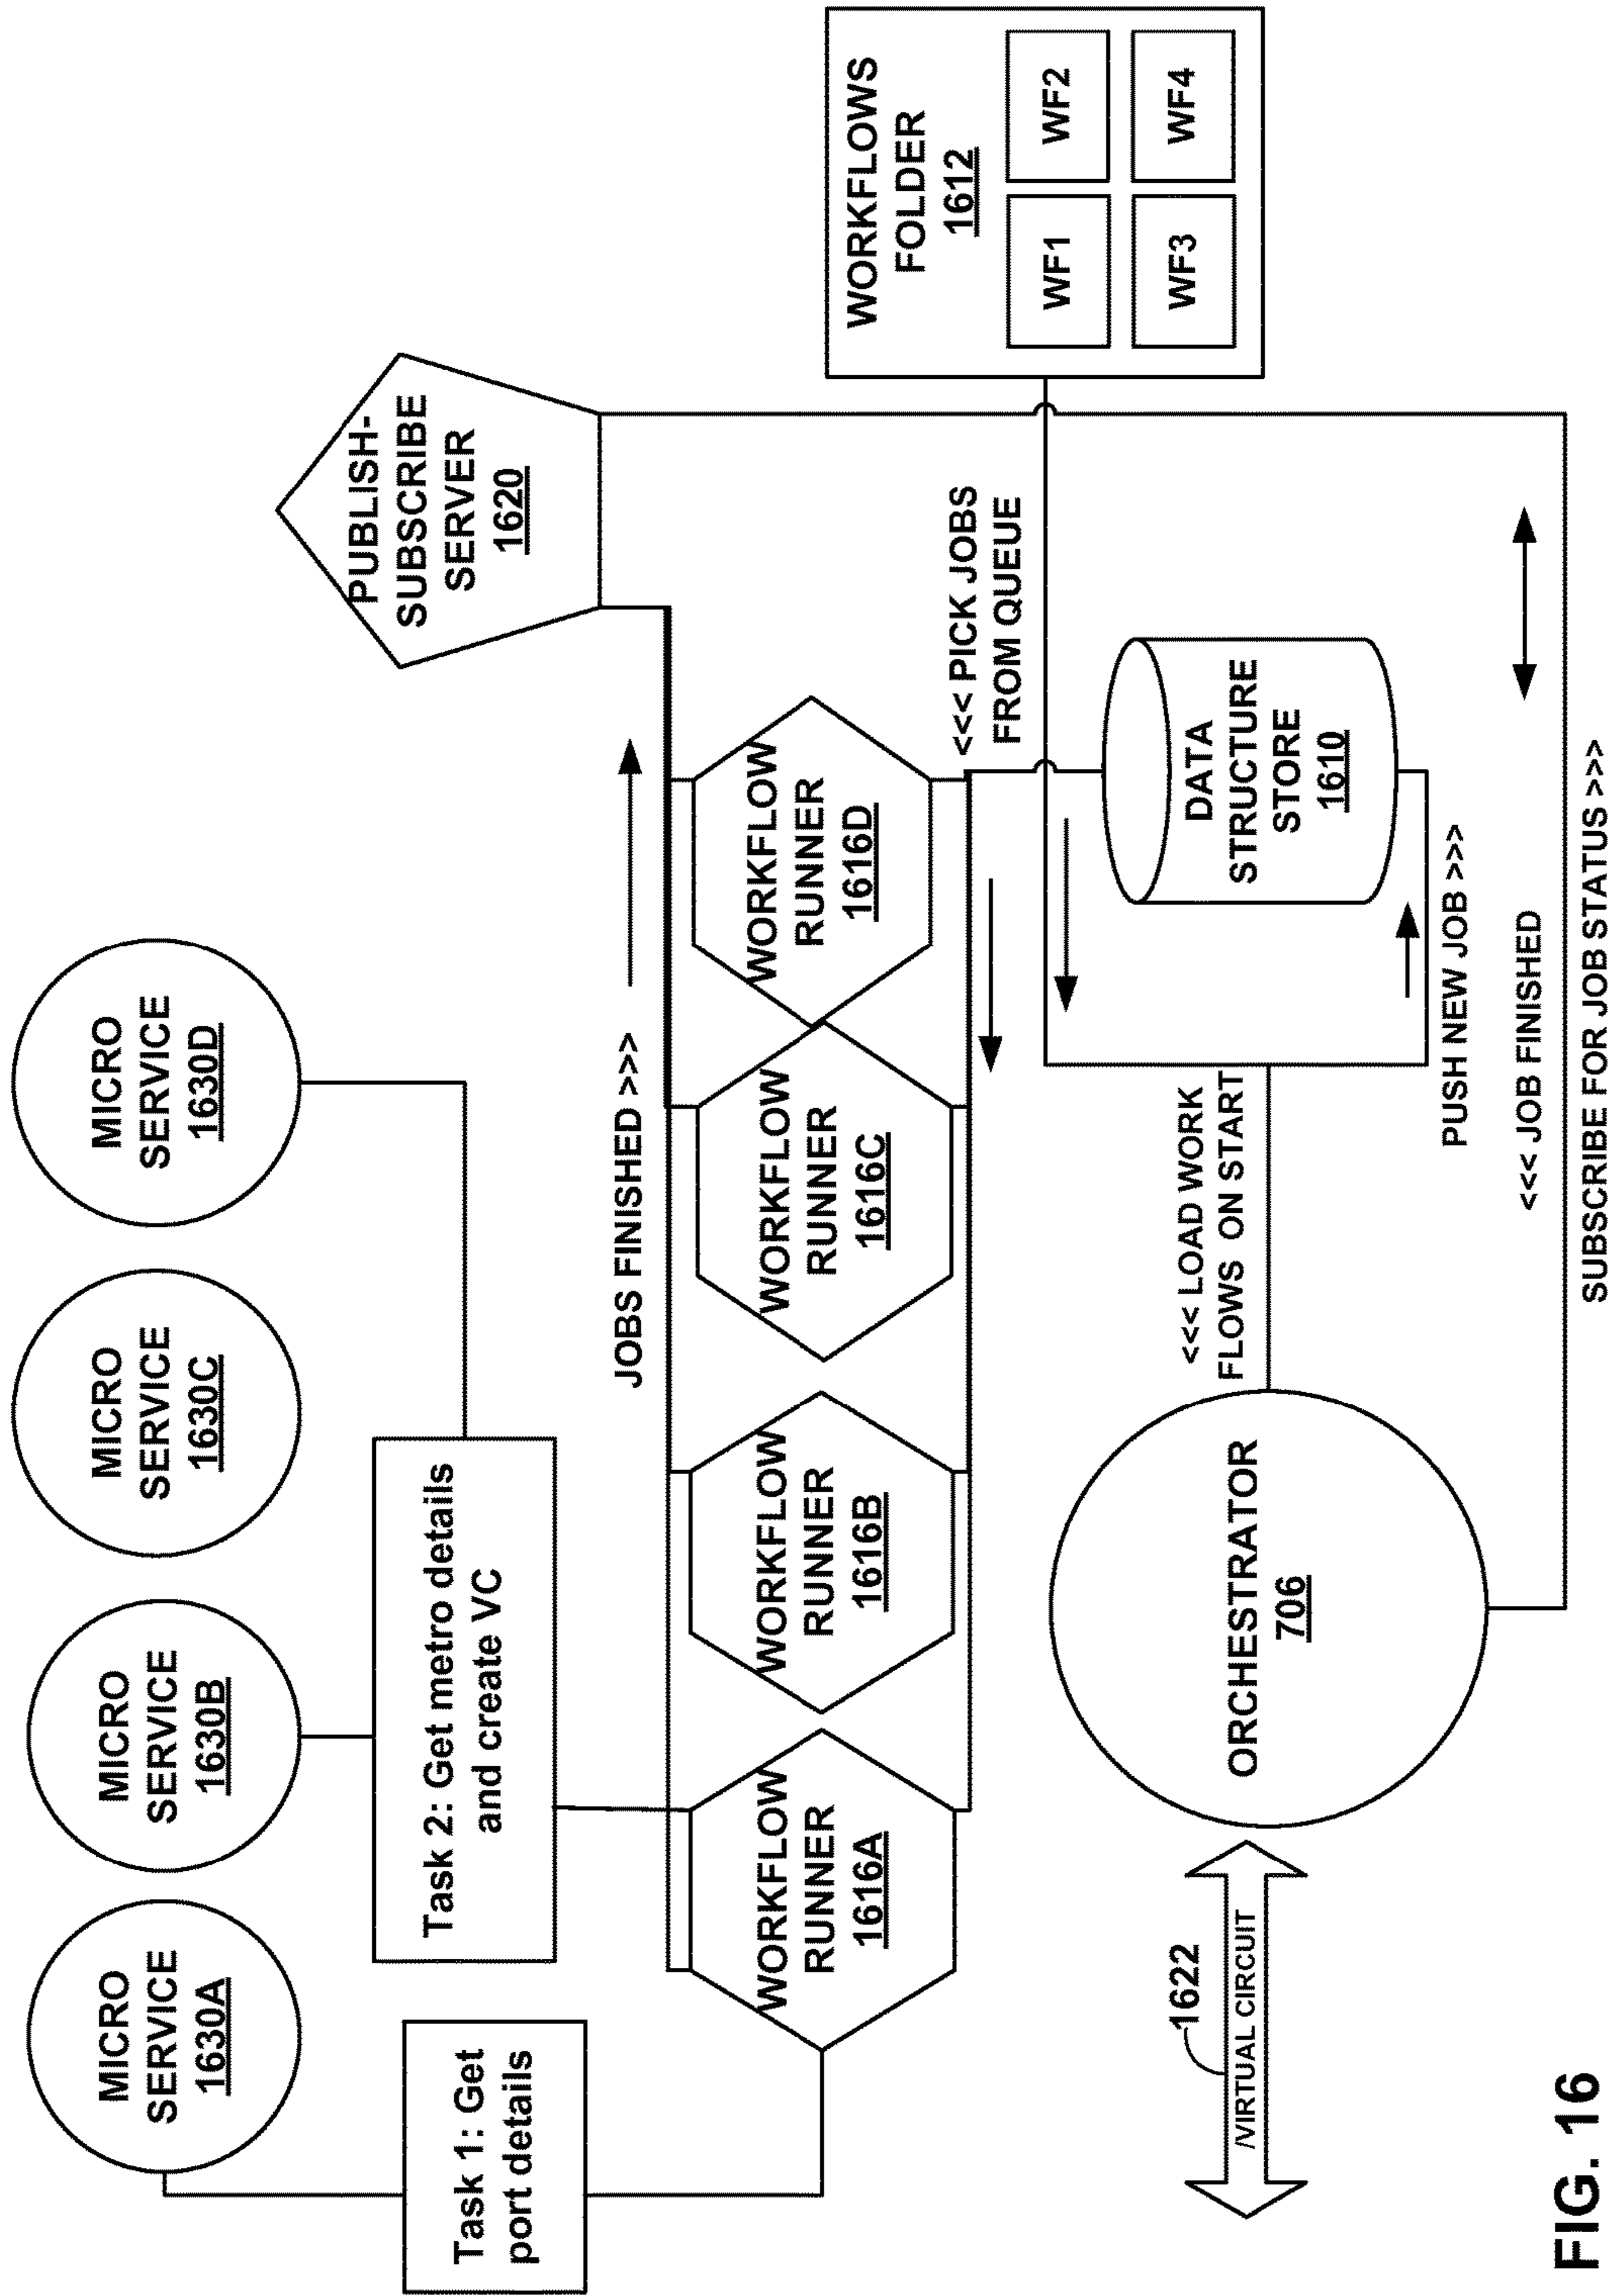 MICRO
SERVICE
1630A
MICRO
SERVICE
1630B
MICRO
SERVICE
1630C
MICRO
SERVICE
1630D
Task 1: Get
port details
Task 2: Get metro details
and create VC
PUBLISH-
SUBSCRIBE
SERVER
1620
JOBS FINISHED >>>
WORKFLOW
RUNNER
1616A
WORKFLOW
RUNNER
1616B
WORKFLOW
RUNNER
1616C
WORKFLOW
RUNNER
1616D
<<< PICK JOBS
FROM QUEUE
WORKFLOWS
FOLDER
1612
WF1
WF2
WF3
WF4
1622
/VIRTUAL CIRCUIT
ORCHESTRATOR
706
<<< LOAD WORK
FLOWS ON START
DATA
STRUCTURE
STORE
1610
PUSH NEW JOB >>>
<<< JOB FINISHED
SUBSCRIBE FOR JOB STATUS >>>
FIG. 16